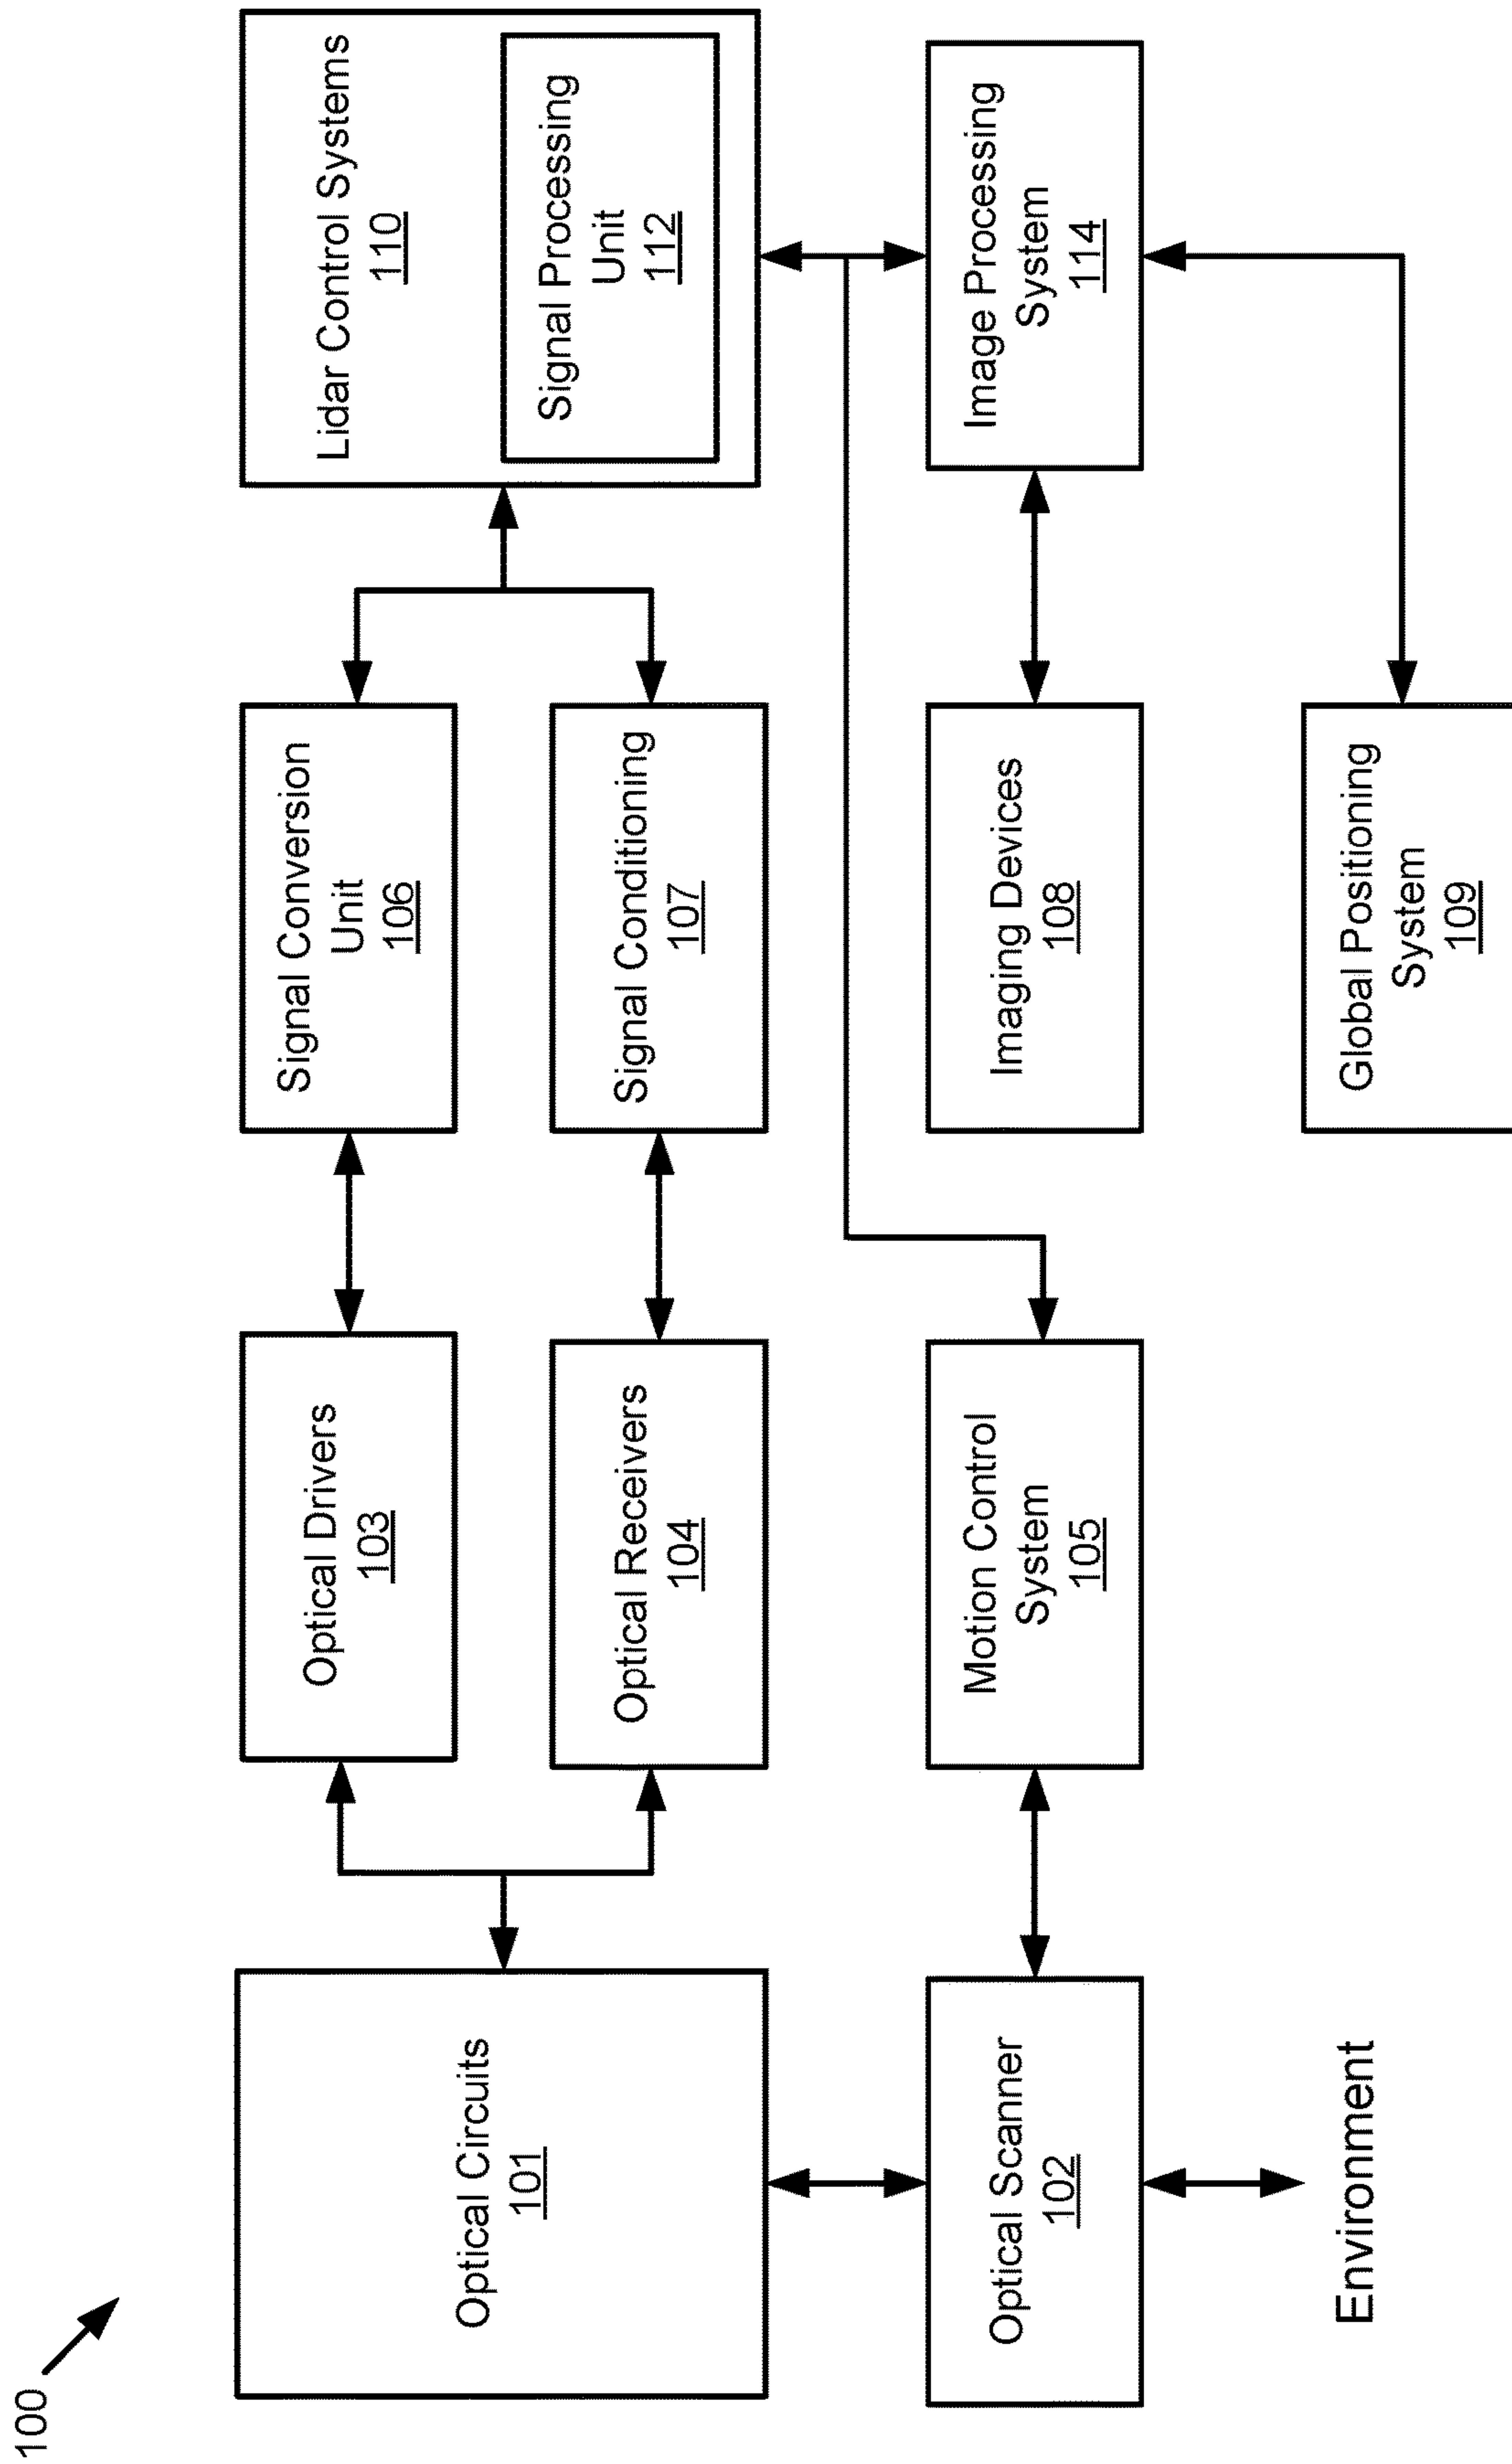 100
Optical Circuits
101
Optical Drivers
103
Signal Conversion
Unit
106
Lidar Control Systems
110
Signal Processing
Unit
112
Optical Receivers
104
Signal Conditioning
107
Optical Scanner
102
Motion Control
System
105
Imaging Devices
108
Image Processing
System
114
Environment
Global Positioning
System
109